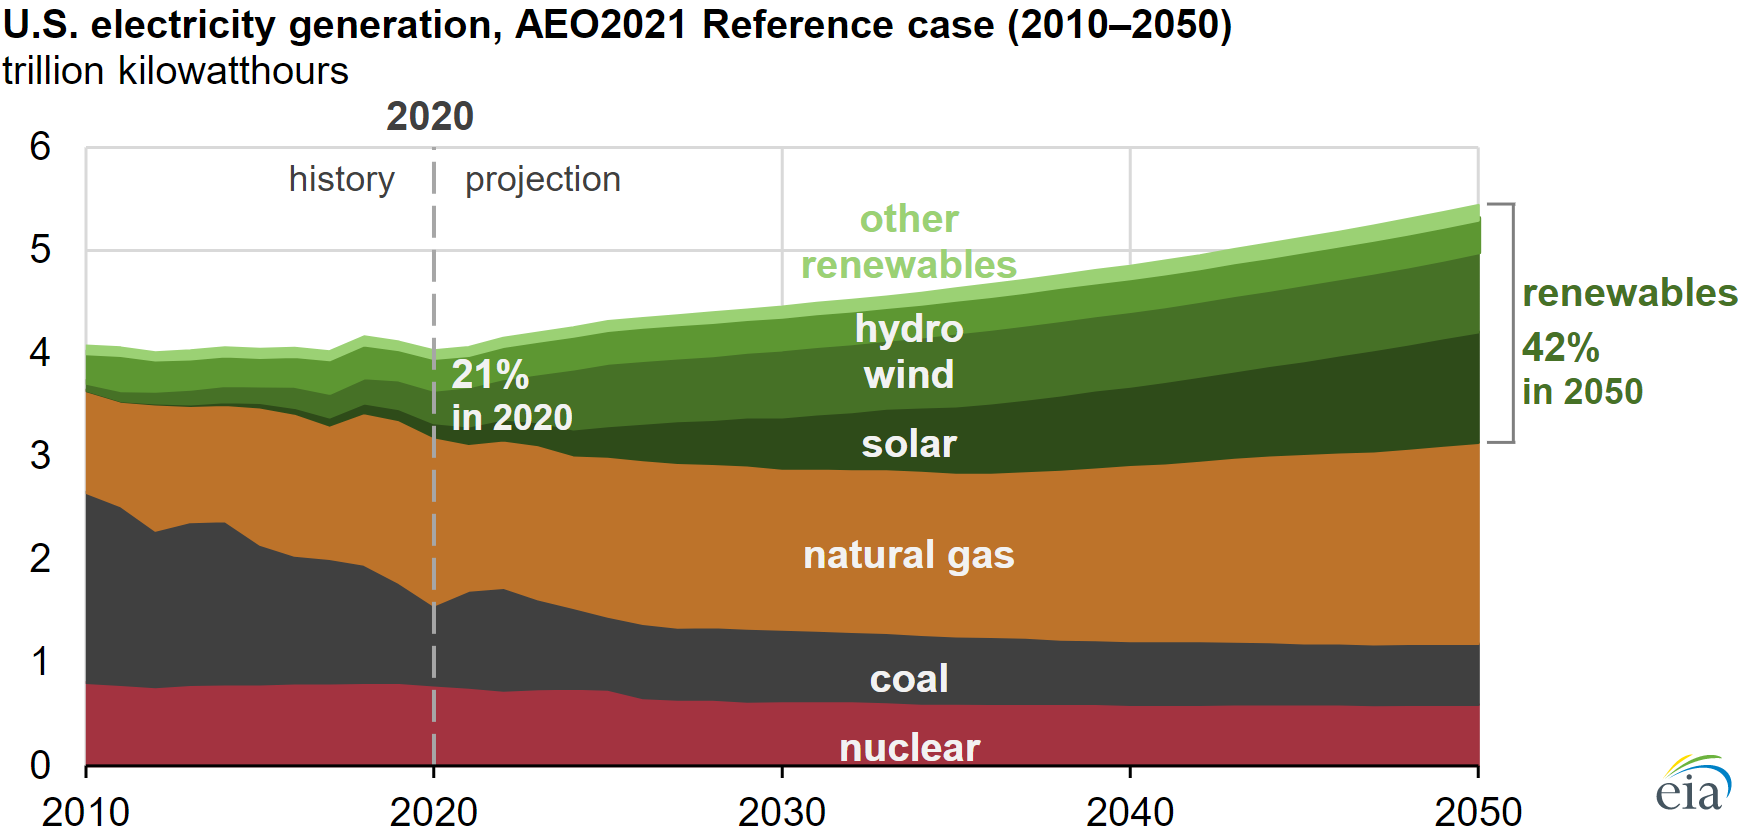 U.S. electricity generation, AEO2021 Reference case (2010–2050)
trillion kilowatthours
2020
history
projection
6
5
4
3
2
1
0
other
renewables
hydro
wind
solar
natural gas
coal
nuclear
21%
in 2020
renewables
42%
in 2050
2010 2020 2030 2040 2050
eia